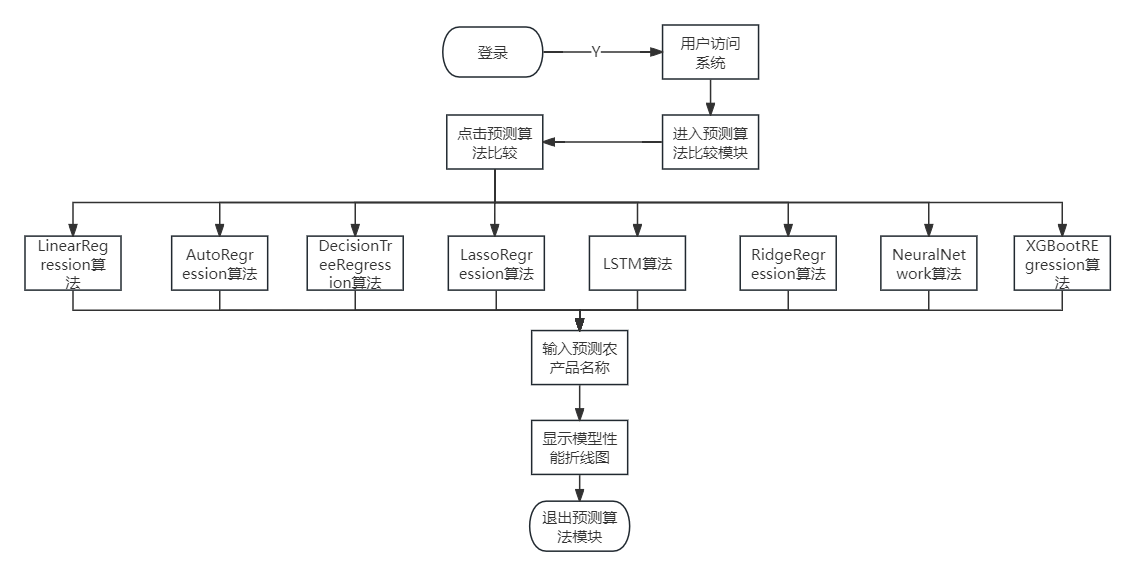 登录
Y
用户访问
系统
点击预测算
法比较
进入预测算
法比较模块
LinearReg
ression算
法
AutoRegr
ession算法
DecisionTr
eeRegress
ion算法
LassoRegr
ession算法
LSTM算法
RidgeRegr
ession算法
NeuralNet
work算法
XGBootRE
gression算
法
输入预测农
产品名称
显示模型性
能折线图
退出预测算
法模块